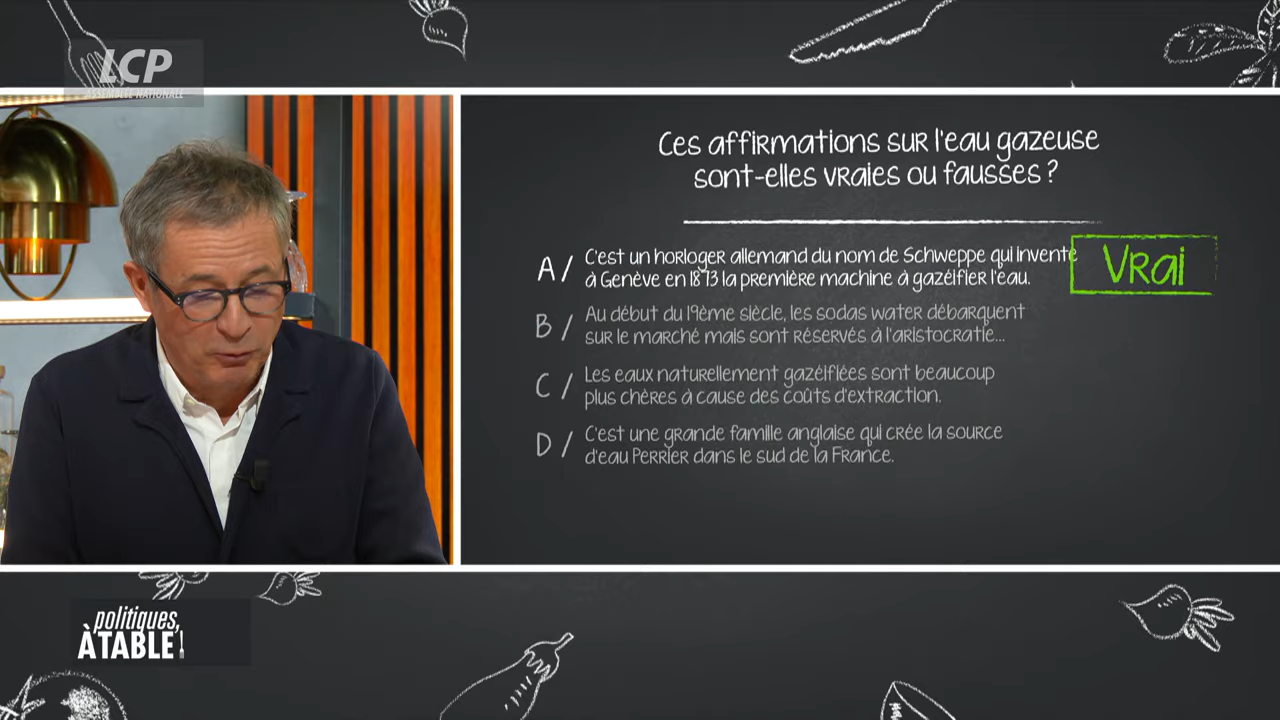 LCP
ASSEMBLÉE NATIONALE
Ces affirmations sur l'eau gazeuse
sont-elles vraies ou fausses ?
A / C'est un horloger allemand du nom de Schweppe qui invente
à Genève en 1873 la première machine à gazéifier l'eau.
Vrai
B / Au début du 19ème siècle, les sodas water débarquent
sur le marché mais sont réservés à l'aristocratie...
C / Les eaux naturellement gazéifiées sont beaucoup
plus chères à cause des coûts d'extraction.
D / C'est une grande famille anglaise qui crée la source
d'eau Perrier dans le sud de la France.
politiques,
À TABLE !